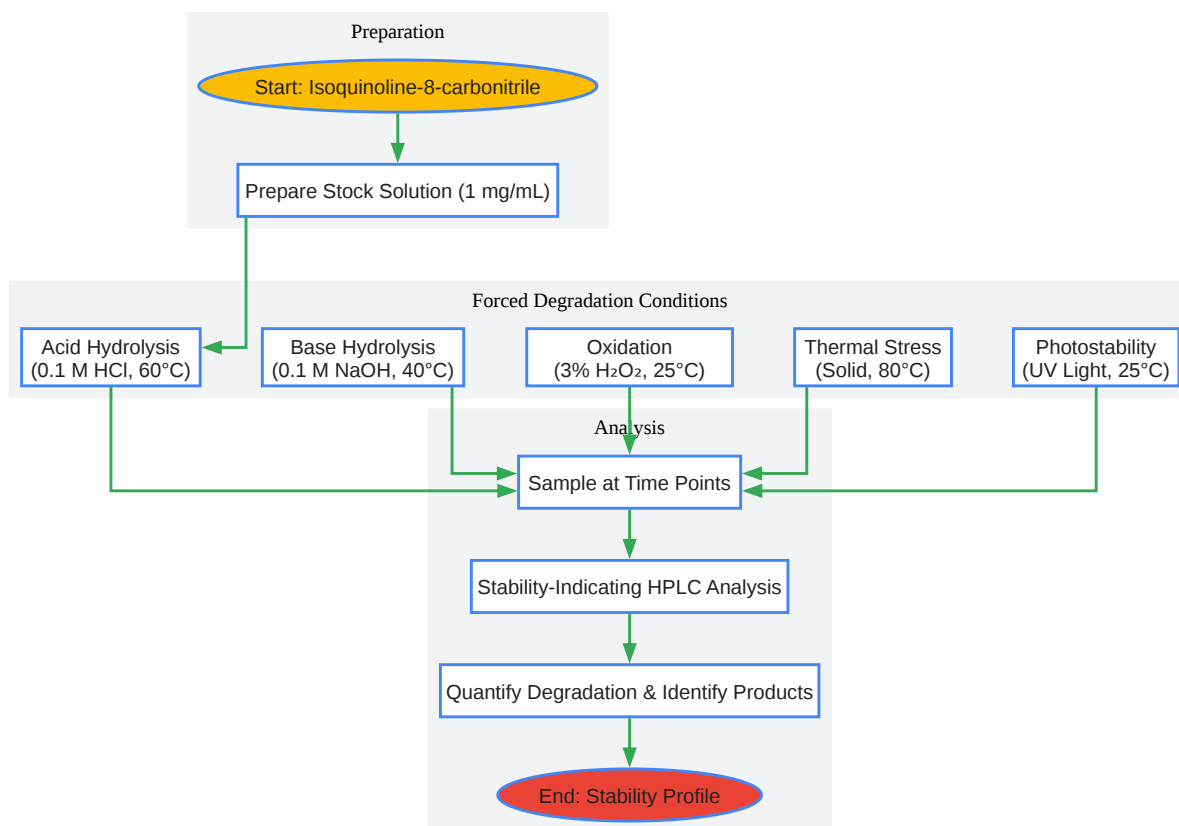 Preparation
Start: Isoquinoline-8-carbonitrile
Prepare Stock Solution (1 mg/mL)
Forced Degradation Conditions
Acid Hydrolysis
(0.1 M HCl, 60°C)
Base Hydrolysis
(0.1 M NaOH, 40°C)
Oxidation
(3% H₂O₂, 25°C)
Thermal Stress
(Solid, 80°C)
Photostability
(UV Light, 25°C)
Analysis
Sample at Time Points
Stability-Indicating HPLC Analysis
Quantify Degradation & Identify Products
End: Stability Profile